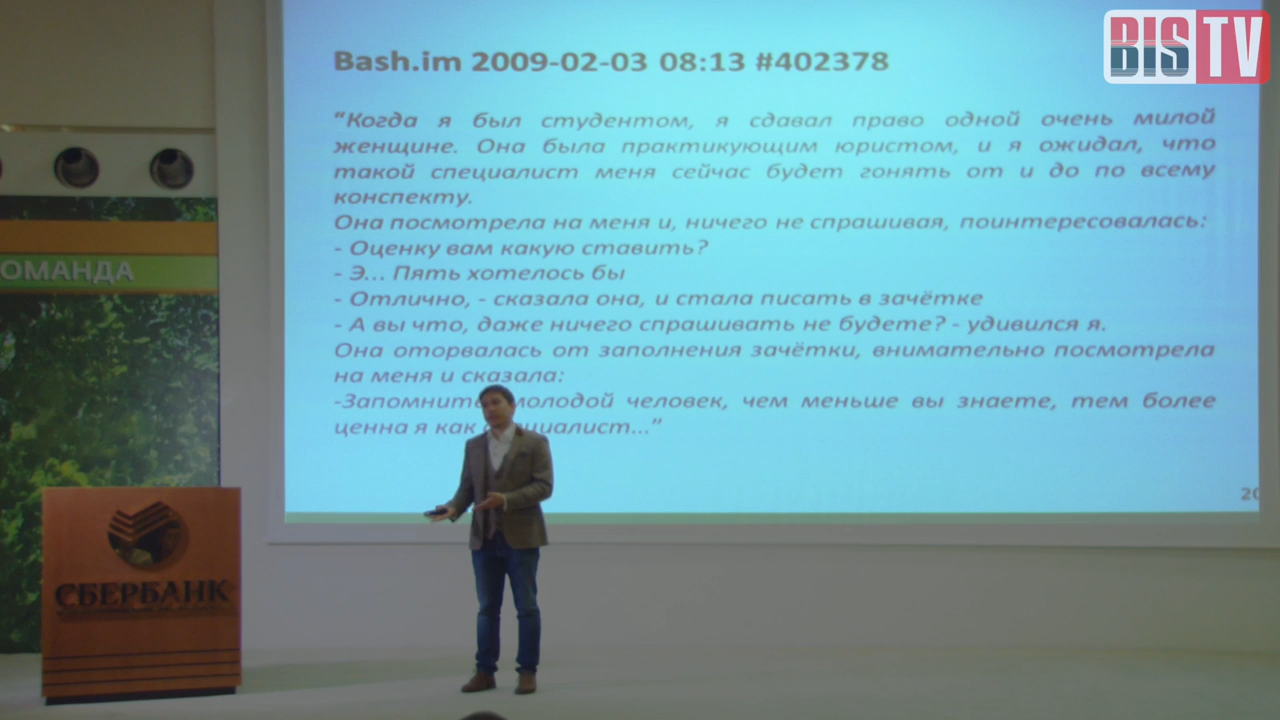 BIS TV
Bash.im 2009-02-03 08:13 #402378
"Когда я был студентом, я сдавал право одной очень милой
женщине. Она была практикующим юристом, и я ожидал, что
такой специалист меня сейчас будет гонять от и до по всему
конспекту.
Она посмотрела на меня и, ничего не спрашивая, поинтересовалась:
- Оценку вам какую ставить?
- Э... Пять хотелось бы
- Отлично, - сказала она, и стала писать в зачётке
- А вы что, даже ничего спрашивать не будете? - удивился я.
Она оторвалась от заполнения зачётки, внимательно посмотрела
на меня и сказала:
-Запомните молодой человек, чем меньше вы знаете, тем более
ценна я как специалист..."
20
ОМАНДА
СБЕРБАНК